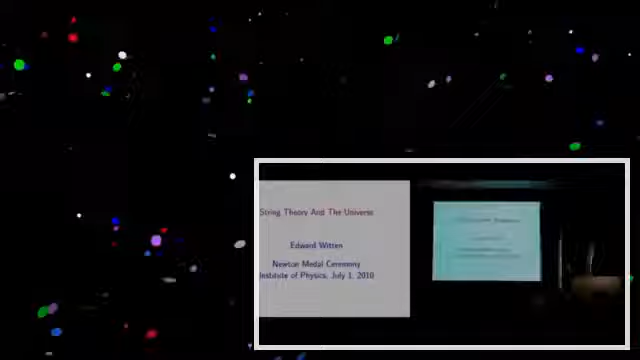 String Theory And The Universe
Edward Witten
Newton Medal Ceremony
Institute of Physics, July 1, 2010